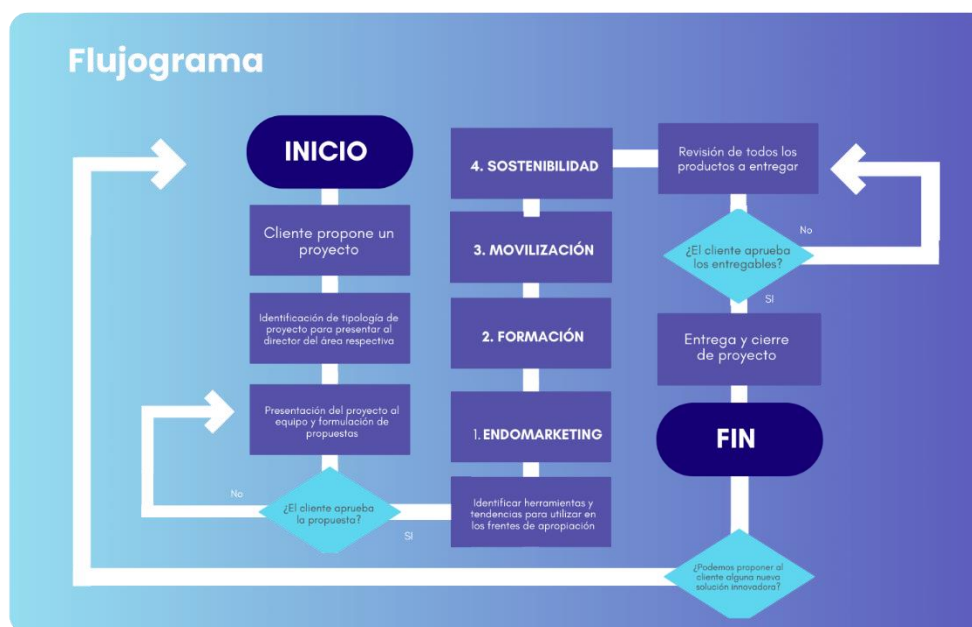 Flujograma
INICIO
Cliente propone un
proyecto
Identificación de tipología de
proyecto para presentar al
director del área respectiva
Presentación del proyecto al
equipo y formulación de
propuestas
¿El cliente aprueba
la propuesta?
No
SI
Identificar herramientas y
tendencias para utilizar en
los frentes de apropiación
1. ENDOMARKETING
2. FORMACIÓN
3. MOVILIZACIÓN
4. SOSTENIBILIDAD
Revisión de todos los
productos a entregar
¿El cliente aprueba
los entregables?
No
SI
Entrega y cierre
de proyecto
FIN
¿Podemos proponer al
cliente alguna nueva
solución innovadora?